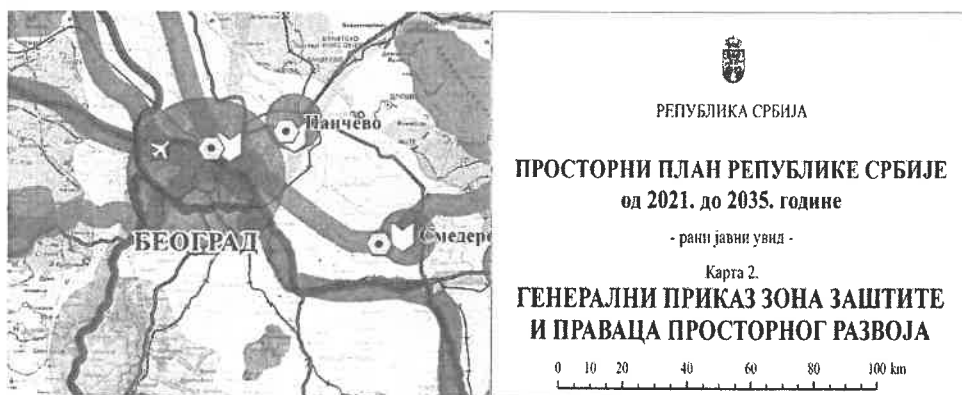 Панчево
БЕОГРАД
Смедере
РЕПУБЛИКА СРБИЈА
ПРОСТОРНИ ПЛАН РЕПУБЛИКЕ СРБИЈЕ
од 2021. до 2035. године
- рани јавни увид -
Карта 2.
ГЕНЕРАЛНИ ПРИКАЗ ЗОНА ЗАШТИТЕ
И ПРАВАЦА ПРОСТОРНОГ РАЗВОЈА
0 10 20 40 60 80 100 km